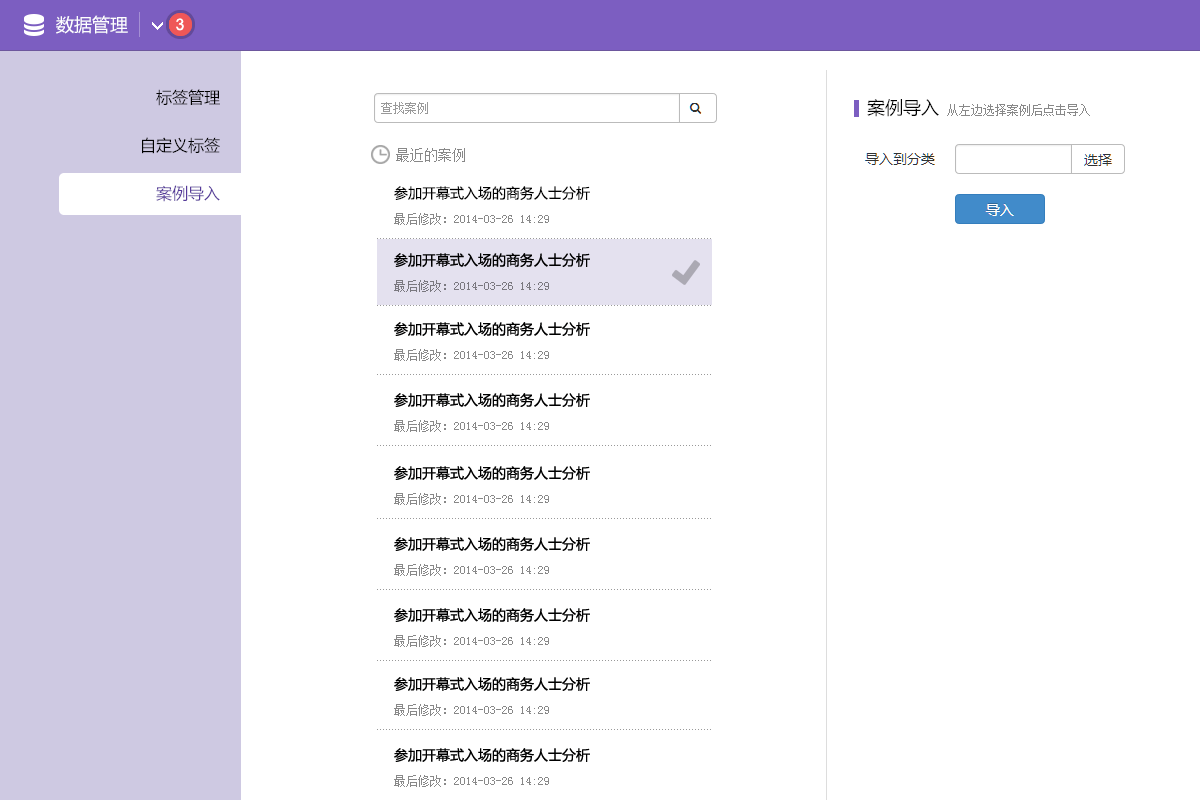 数据管理 3
标签管理
自定义标签
案例导入
查找案例
最近的案例
参加开幕式入场的商务人士分析
最后修改: 2014-03-26 14:29
参加开幕式入场的商务人士分析
最后修改: 2014-03-26 14:29
参加开幕式入场的商务人士分析
最后修改: 2014-03-26 14:29
参加开幕式入场的商务人士分析
最后修改: 2014-03-26 14:29
参加开幕式入场的商务人士分析
最后修改: 2014-03-26 14:29
参加开幕式入场的商务人士分析
最后修改: 2014-03-26 14:29
参加开幕式入场的商务人士分析
最后修改: 2014-03-26 14:29
参加开幕式入场的商务人士分析
最后修改: 2014-03-26 14:29
参加开幕式入场的商务人士分析
最后修改: 2014-03-26 14:29
案例导入 从左边选择案例后点击导入
导入到分类 选择
导入